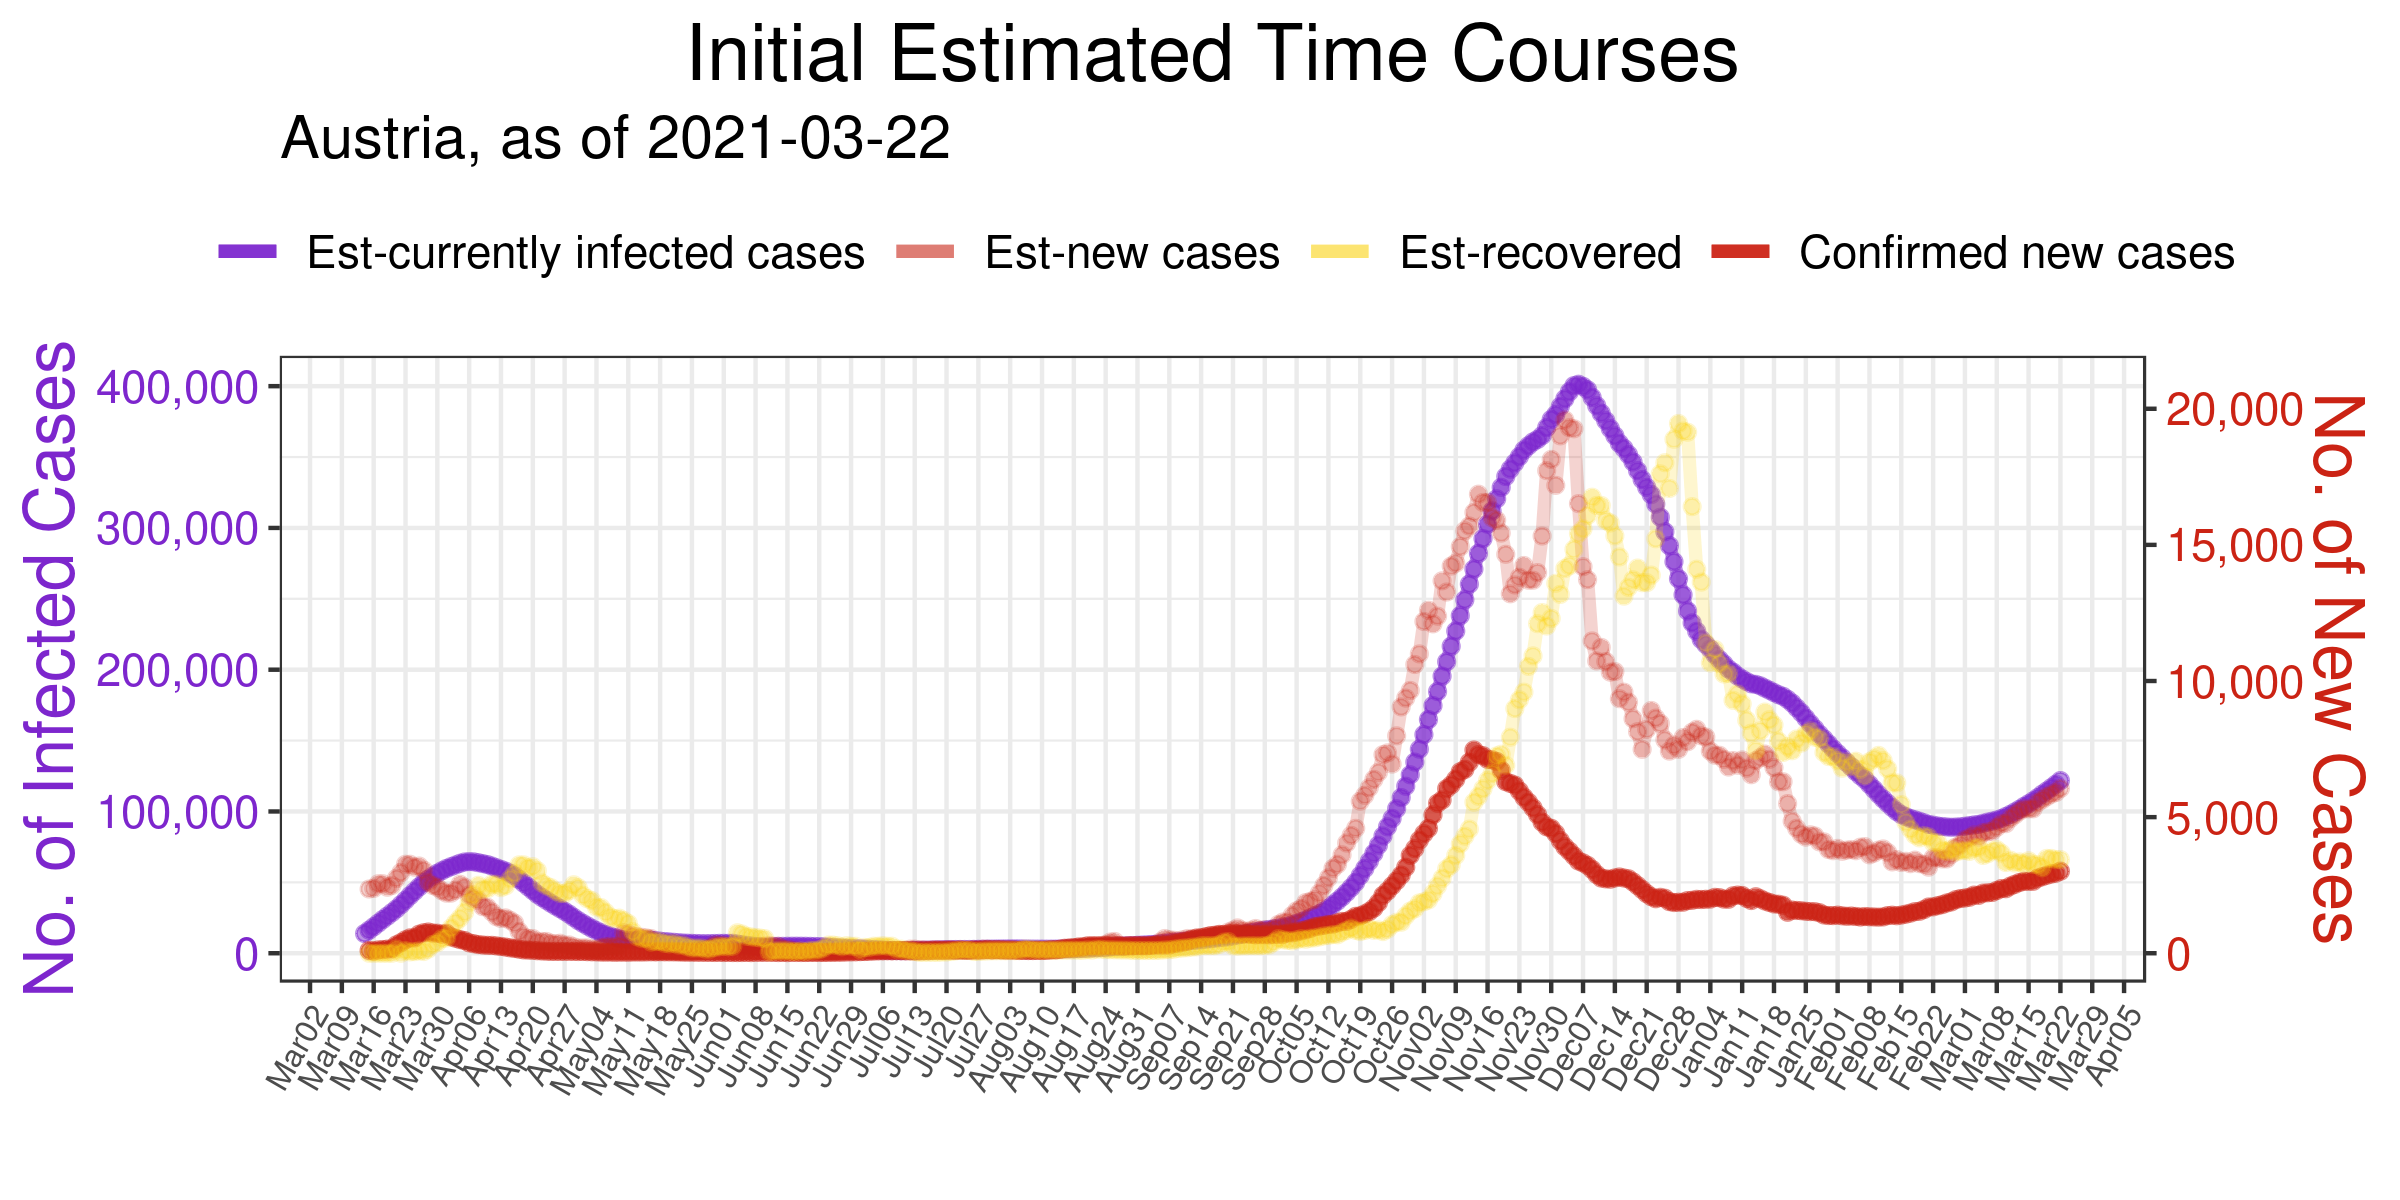 Initial Estimated Time Courses
Austria, as of 2021-03-22
Est-currently infected cases
Est-new cases
Est-recovered
Confirmed new cases
No. of Infected Cases
400,000
300,000
200,000
100,000
0
20,000
15,000
10,000
5,000
0
No. of New Cases
Mar02
Mar09
Mar16
Mar23
Mar30
Apr06
Apr13
Apr20
Apr27
May04
May11
May18
May25
Jun01
Jun08
Jun15
Jun22
Jun29
Jul06
Jul13
Jul20
Jul27
Aug03
Aug10
Aug17
Aug24
Aug31
Sep07
Sep14
Sep21
Sep28
Oct05
Oct12
Oct19
Oct26
Nov02
Nov09
Nov16
Nov23
Nov30
Dec07
Dec14
Dec21
Dec28
Jan04
Jan11
Jan18
Jan25
Feb01
Feb08
Feb15
Feb22
Mar01
Mar08
Mar15
Mar22
Mar29
Apr05